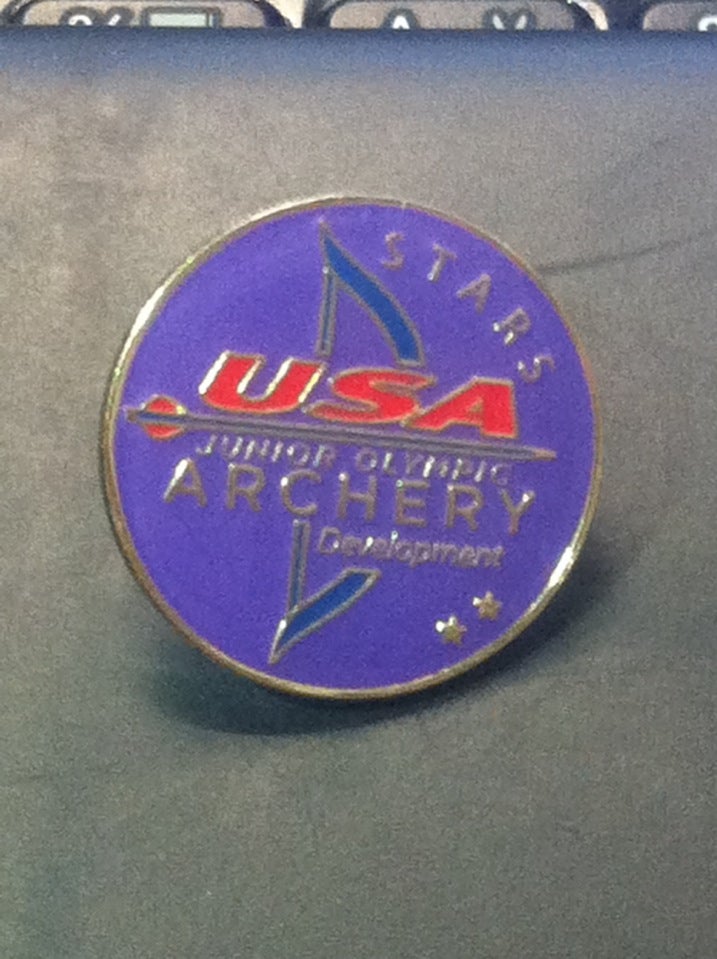 STARS
USA
JUNIOR OLYMPIC
ARCHERY
Development